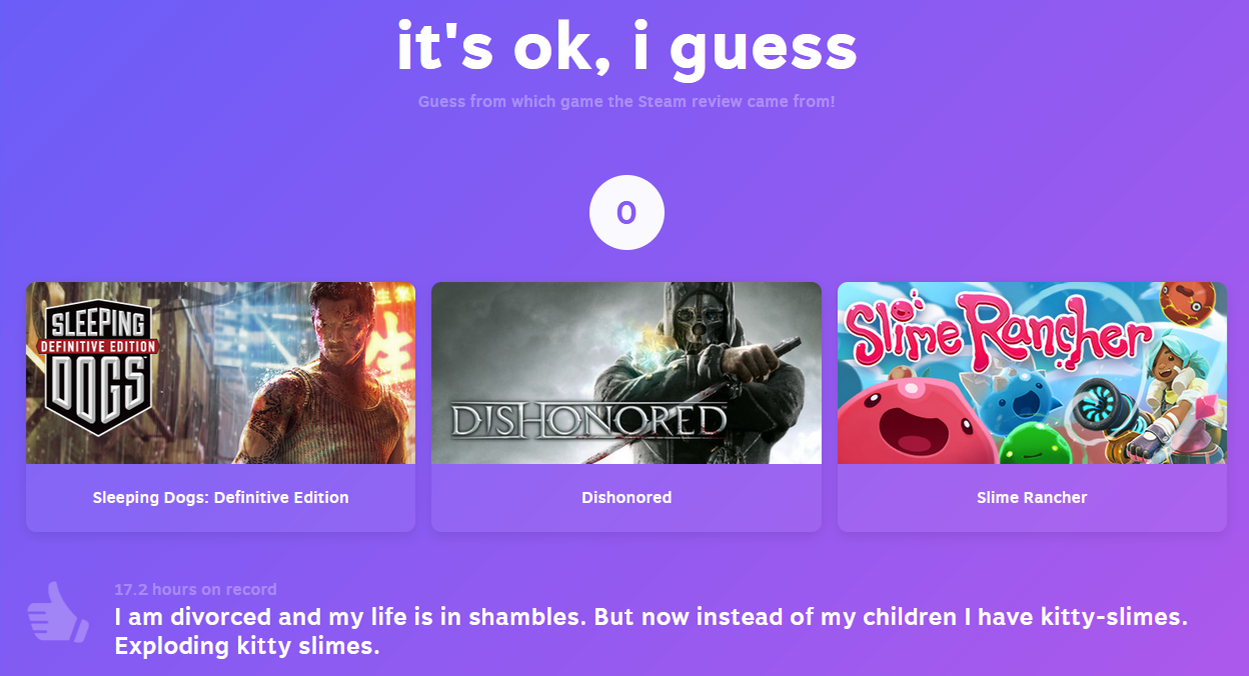 it's ok, i guess
Guess from which game the Steam review came from!
0
SLEEPING
DEFINITIVE EDITION
DOGS
DISHONORED
Slime Rancher
Sleeping Dogs: Definitive Edition
Dishonored
Slime Rancher
17.2 hours on record
I am divorced and my life is in shambles. But now instead of my children I have kitty-slimes.
Exploding kitty slimes.